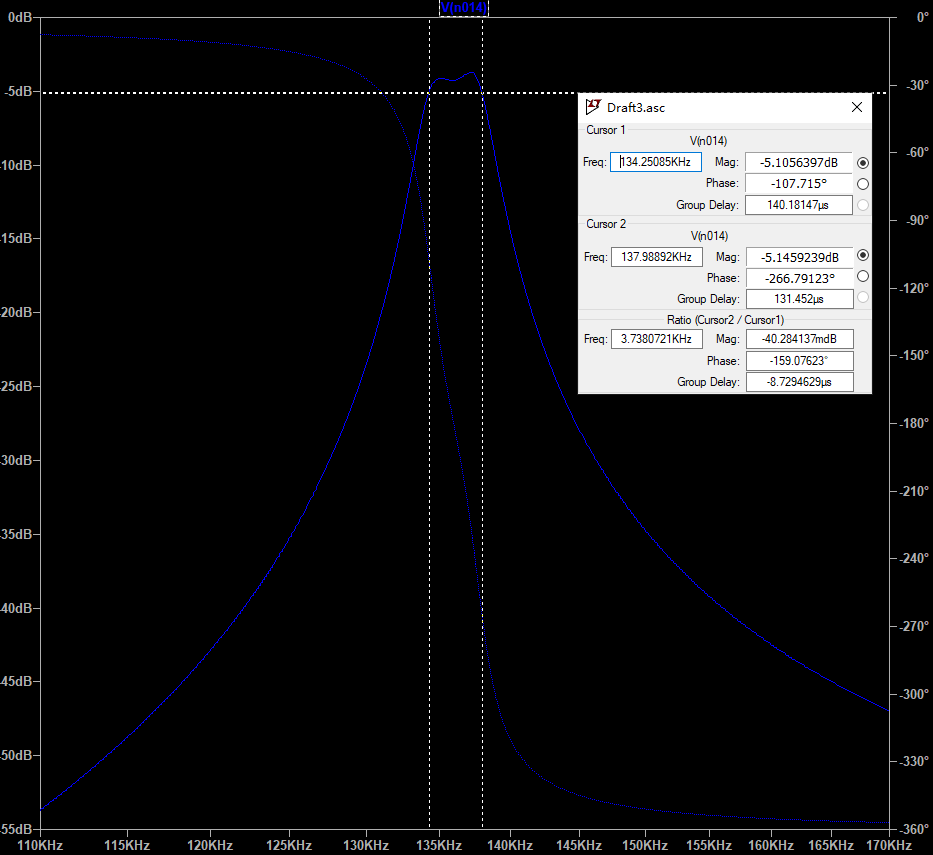 V(n014)
0dB
-5dB
-10dB
-15dB
-20dB
-25dB
-30dB
-35dB
-40dB
-45dB
-50dB
-55dB
0°
-30°
-60°
-90°
-120°
-150°
-180°
-210°
-240°
-270°
-300°
-330°
-360°
110KHz 115KHz 120KHz 125KHz 130KHz 135KHz 140KHz 145KHz 150KHz 155KHz 160KHz 165KHz 170KHz
Draft3.asc
Cursor 1
V(n014)
Freq: 134.25085KHz Mag: -5.1056397dB
Phase: -107.715°
Group Delay: 140.18147µs
Cursor 2
V(n014)
Freq: 137.98892KHz Mag: -5.1459239dB
Phase: -266.79123°
Group Delay: 131.452µs
Ratio (Cursor2 / Cursor1)
Freq: 3.7380721KHz Mag: -40.284137mdB
Phase: -159.07623°
Group Delay: -8.7294629µs